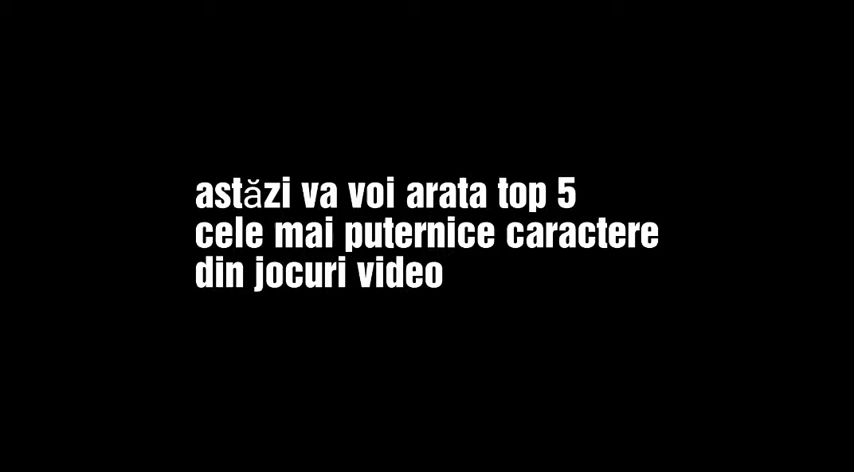 astăzi va voi arata top 5
cele mai puternice caractere
din jocuri video